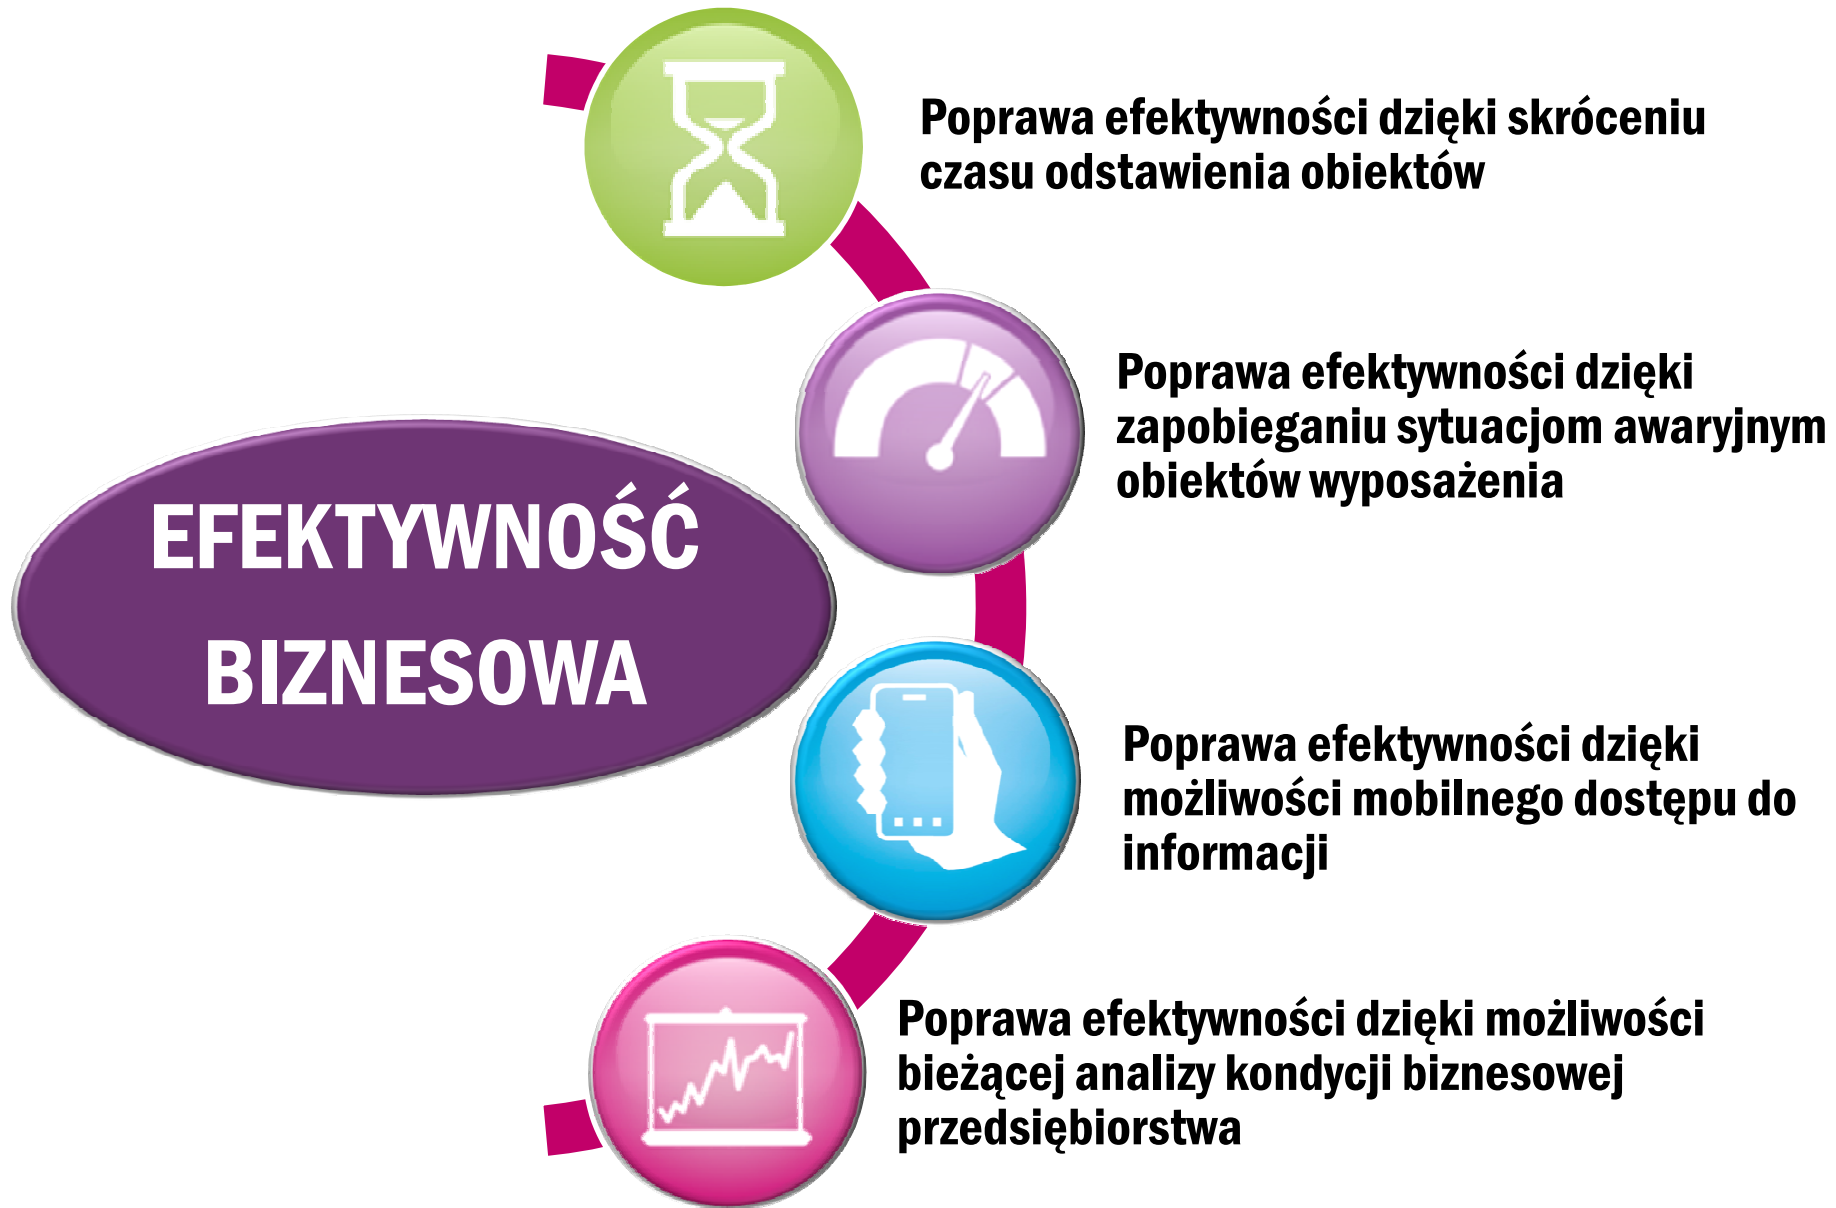 Poprawa efektywności dzięki skróceniu
czasu odstawienia obiektów
Poprawa efektywności dzięki
zapobieganiu sytuacjom awaryjnym
obiektów wyposażenia
EFEKTYWNOŚĆ
BIZNESOWA
Poprawa efektywności dzięki
możliwości mobilnego dostępu do
informacji
Poprawa efektywności dzięki możliwości
bieżącej analizy kondycji biznesowej
przedsiębiorstwa